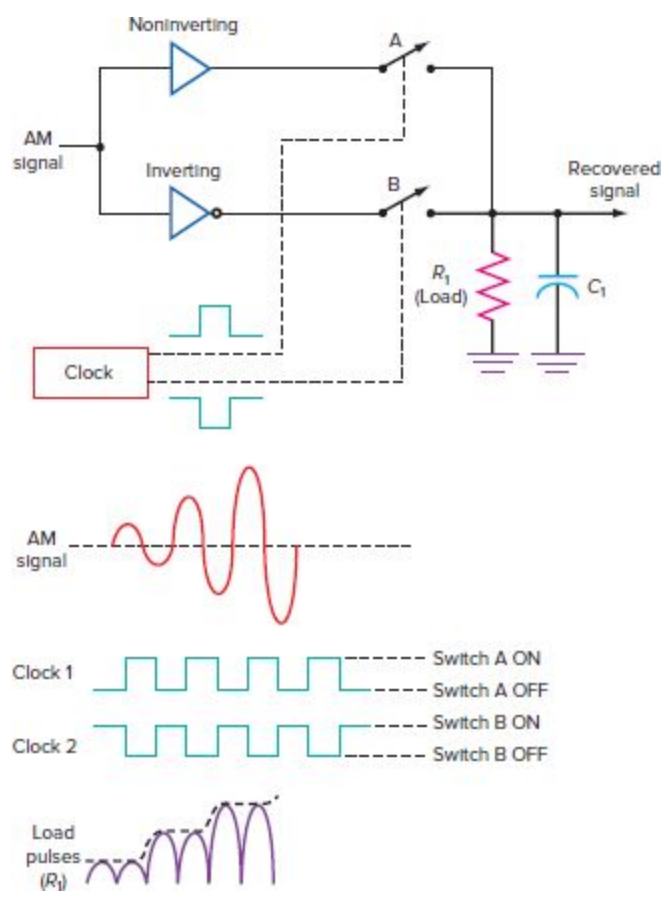 Noninverting
A
AM
signal
Inverting
B
Recovered
signal
R₁
(Load)
C₁
Clock
AM
signal
Clock 1
Switch A ON
Switch A OFF
Switch B ON
Clock 2
Switch B OFF
Load
pulses
(R₁)